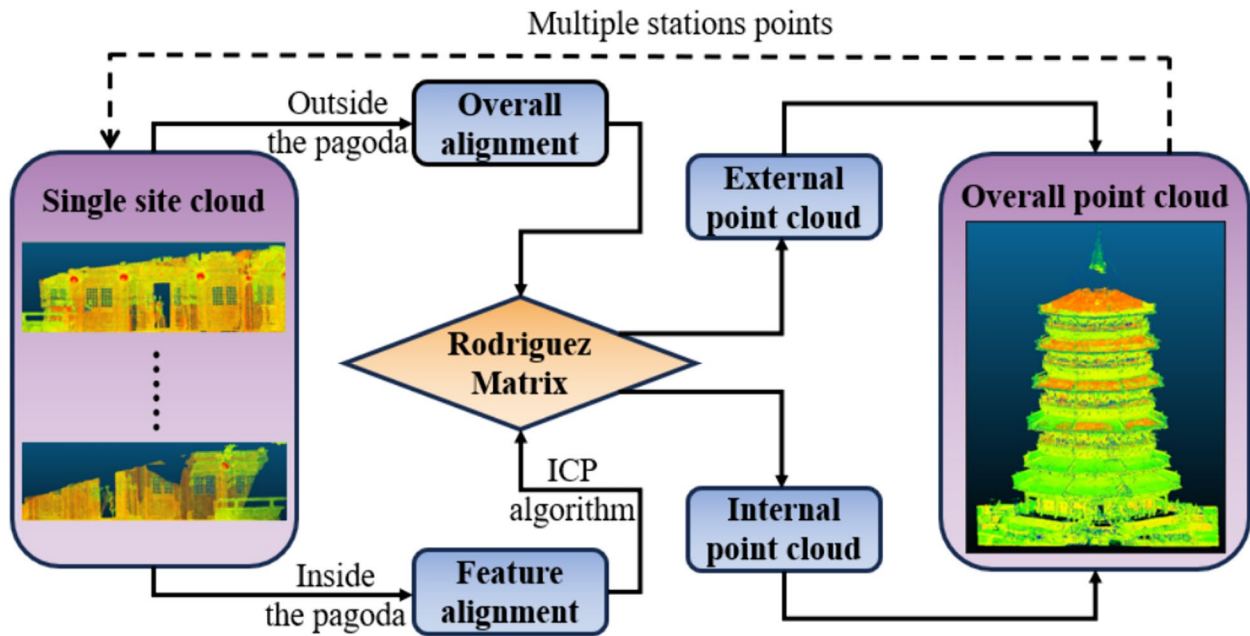 Multiple stations points
Outside
the pagoda
Overall
alignment
Single site cloud
External
point cloud
Overall point cloud
Rodriguez
Matrix
ICP
algorithm
Inside
the pagoda
Feature
alignment
Internal
point cloud